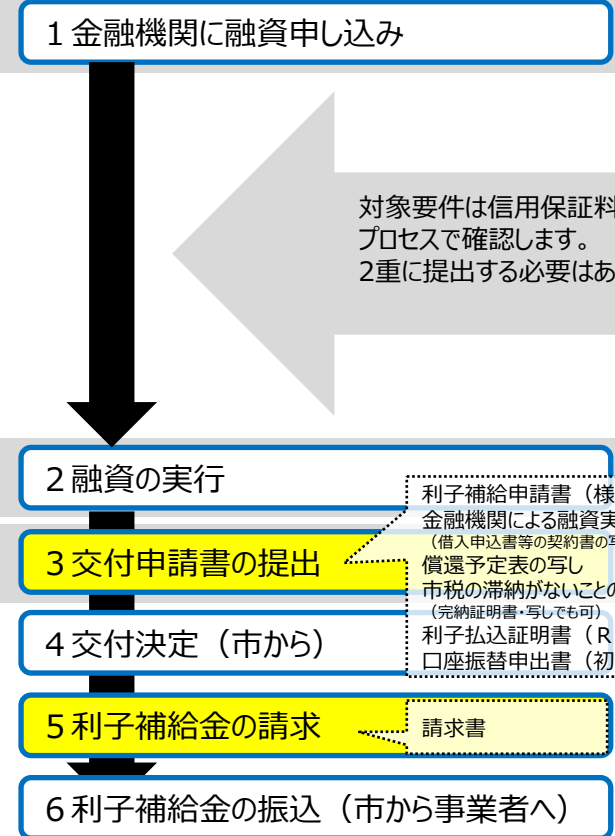 1 金融機関に融資申し込み
対象要件は信用保証料
プロセスで確認します。
2重に提出する必要はあ
2 融資の実行
利子補給申請書（様
金融機関による融資実
（借入申込書等の契約書の写
3 交付申請書の提出
償還予定表の写し
市税の滞納がないことの
（完納証明書・写しでも可）
4 交付決定（市から）
利子払込証明書（R
口座振替申出書（初
5 利子補給金の請求
請求書
6 利子補給金の振込（市から事業者へ）